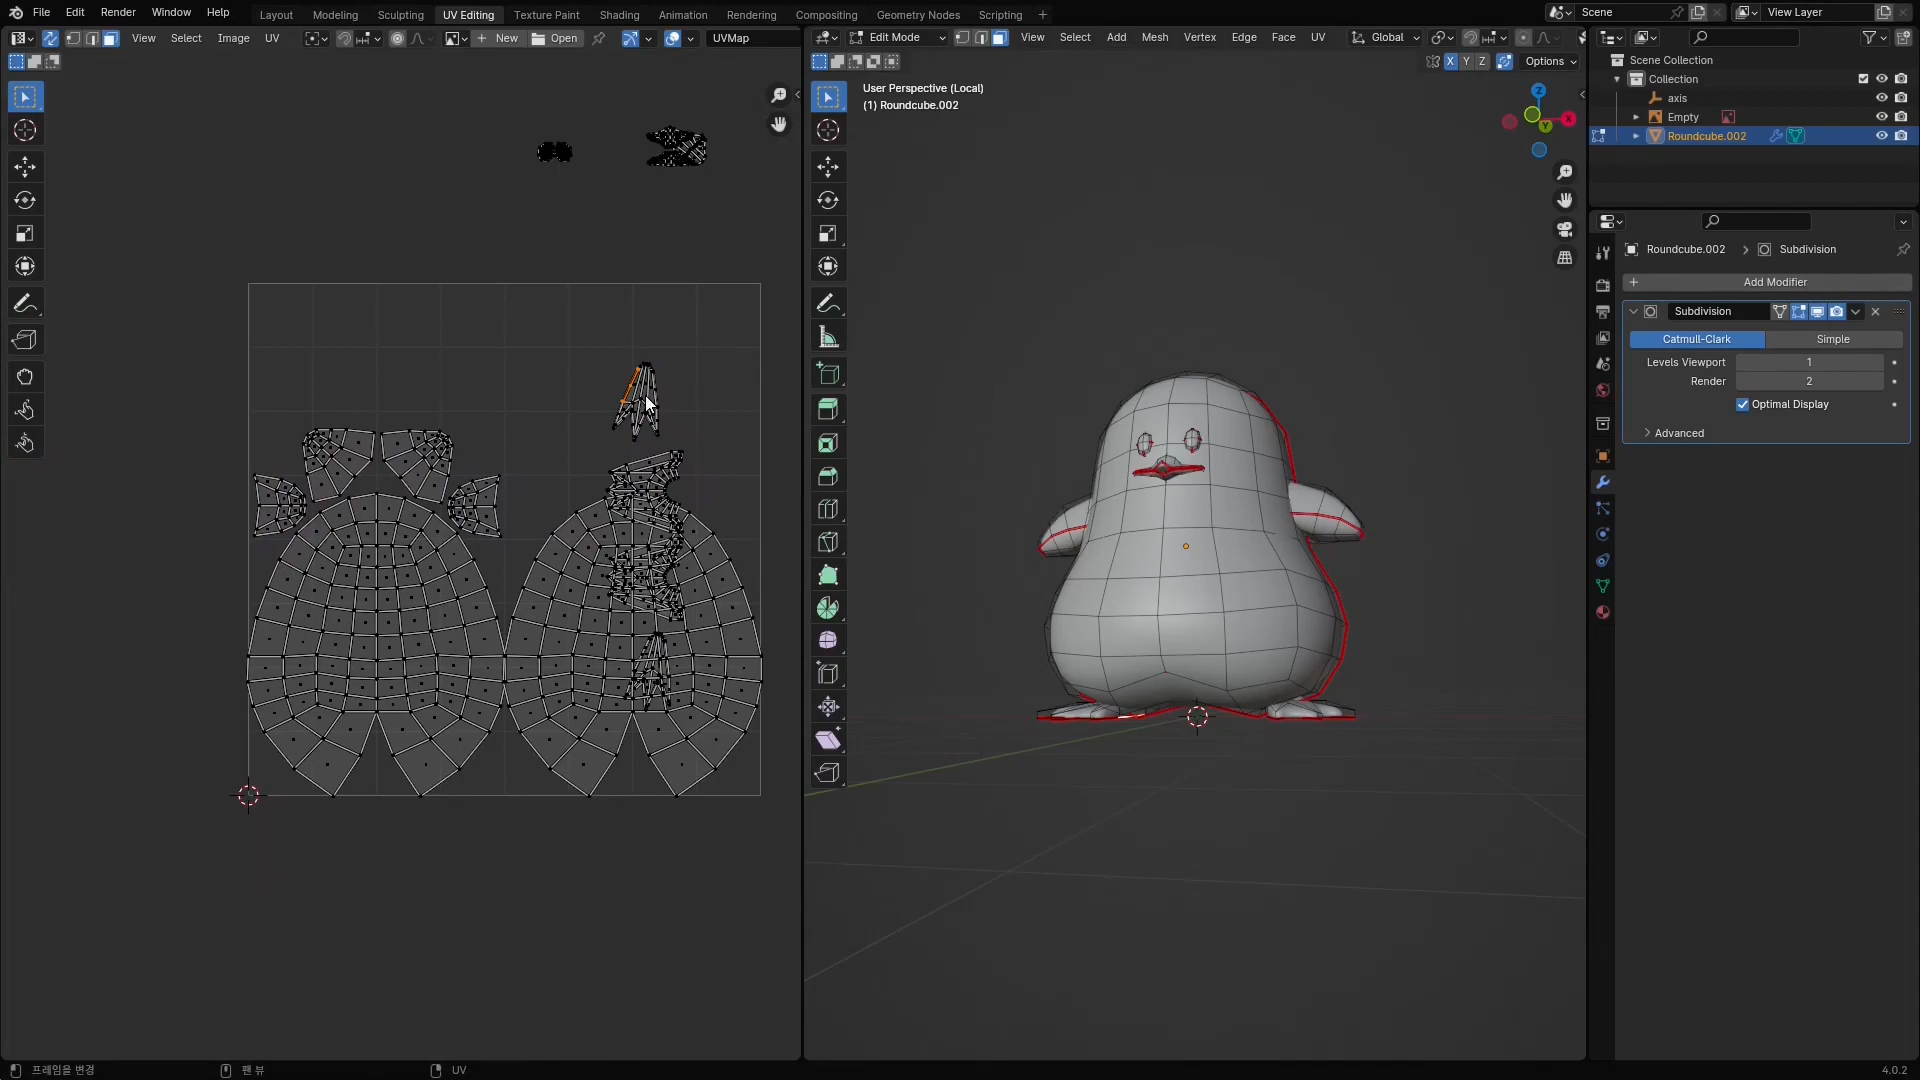 File Edit Render Window Help Layout Modeling Sculpting UV Editing Texture Paint Shading Animation Rendering Compositing Geometry Nodes Scripting + Scene View Layer
View Select Image UV New Open UVMap
Edit Mode View Select Add Mesh Vertex Edge Face UV Global
X Y Z Options
User Perspective (Local)
(1) Roundcube.002
Z
X
Y
Scene Collection
Collection
axis
Empty
Roundcube.002
Roundcube.002 Subdivision
Add Modifier
Subdivision
Catmull-Clark Simple
Levels Viewport 1
Render 2
Optimal Display
Advanced
프레임을 변경 팬 뷰 UV 4.0.2